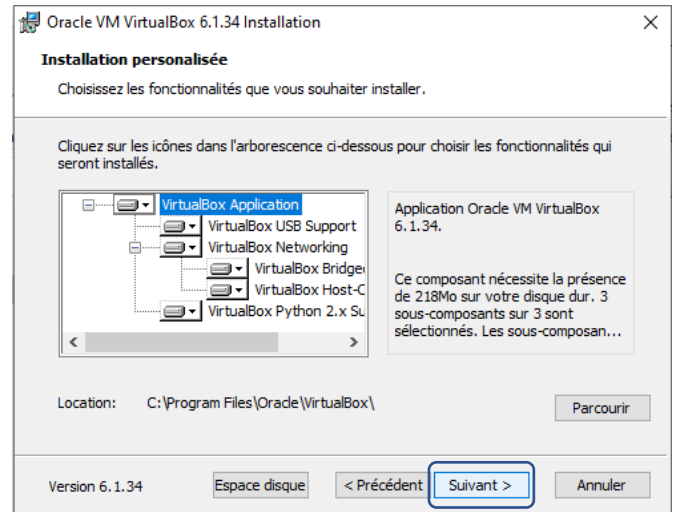 Oracle VM VirtualBox 6.1.34 Installation
Installation personalisée
Choisissez les fonctionnalités que vous souhaiter installer.
Cliquez sur les icônes dans l'arborescence ci-dessous pour choisir les fonctionnalités qui
seront installés.
VirtualBox Application
VirtualBox USB Support
VirtualBox Networking
VirtualBox Bridge
VirtualBox Host-C
VirtualBox Python 2.x Su
Application Oracle VM VirtualBox
6.1.34.
Ce composant nécessite la présence
de 218Mo sur votre disque dur. 3
sous-composants sur 3 sont
sélectionnés. Les sous-composan...
Location: C:\Program Files\Oracle\VirtualBox\
Parcourir
Version 6.1.34
Espace disque
< Précédent
Suivant >
Annuler